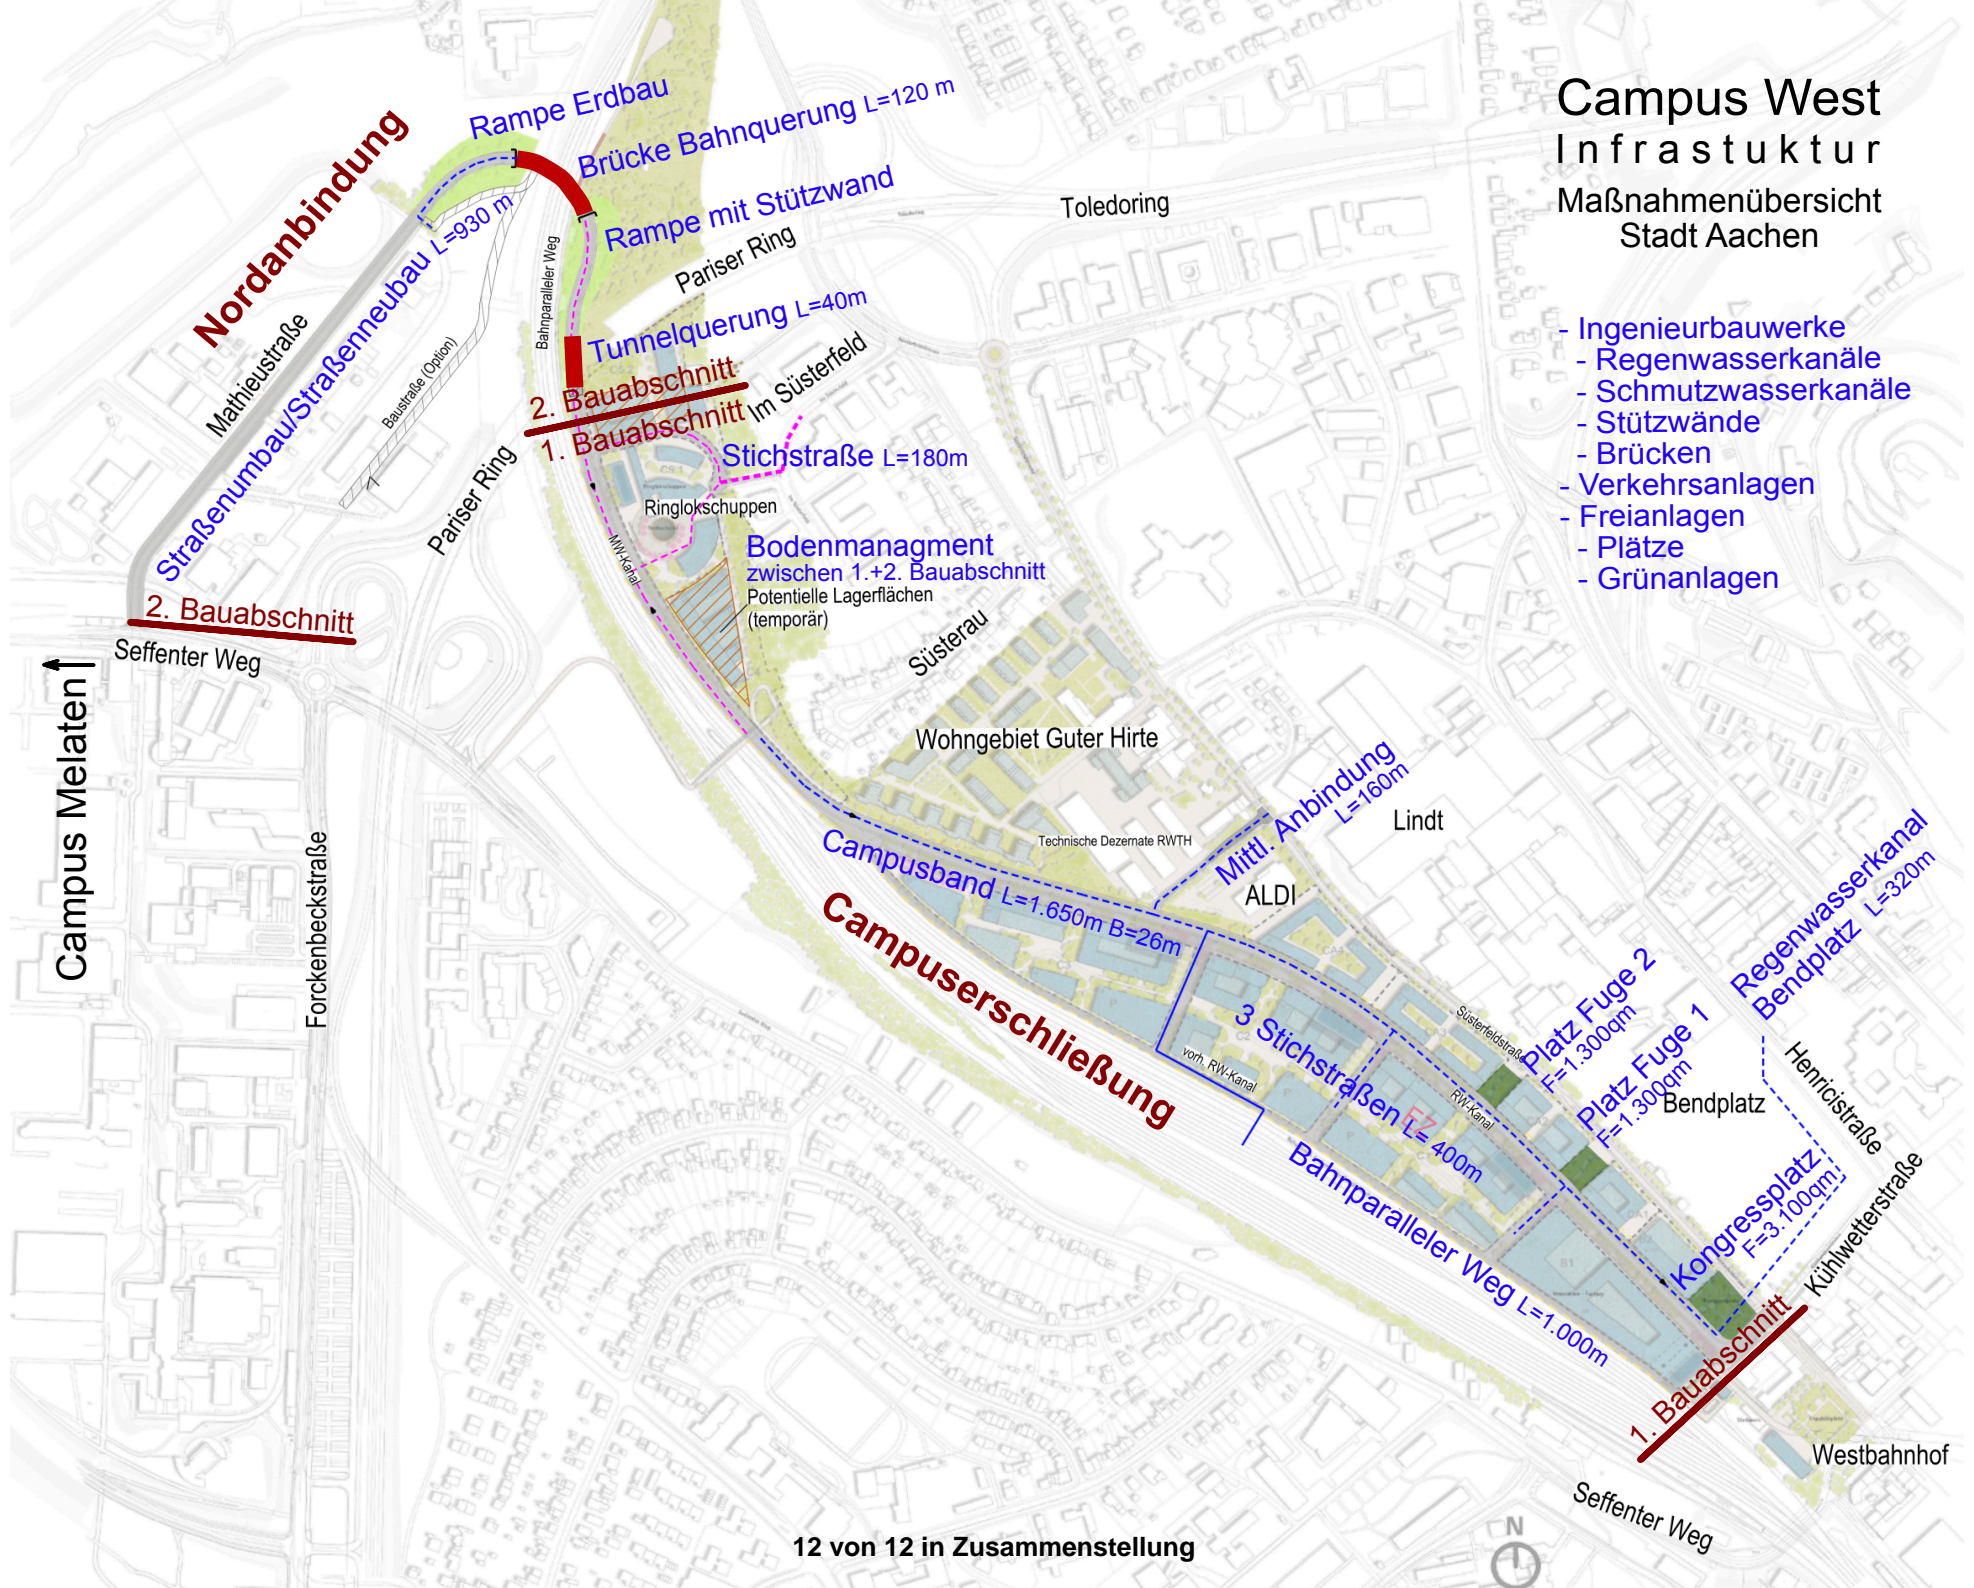 Campus West
Infrastuktur
Maßnahmenübersicht
Stadt Aachen
- Ingenieurbauwerke
- Regenwasserkanäle
- Schmutzwasserkanäle
- Stützwände
- Brücken
- Verkehrsanlagen
- Freianlagen
- Plätze
- Grünanlagen
Nordanbindung
Rampe Erdbau
Brücke Bahnquerung L=120 m
Rampe mit Stützwand
Pariser Ring
Toledoring
Tunnelquerung L=40m
Bahnparalleler Weg
Straßenumbau/Straßenneubau L=930 m
Mathieustraße
Baustraße (Option)
2. Bauabschnitt
1. Bauabschnitt
Im Süsterfeld
Pariser Ring
Stichstraße L=180m
Ringlokschuppen
MW-Kanal
Bodenmanagment
zwischen 1.+2. Bauabschnitt
Potentielle Lagerflächen
(temporär)
2. Bauabschnitt
Seffenter Weg
Campus Melaten
Forckenbeckstraße
Süsterau
Wohngebiet Guter Hirte
Technische Dezernate RWTH
Mittl. Anbindung
L=160m
Lindt
ALDI
Campusband L=1.650m B=26m
Campuserschließung
vorh. RW-Kanal
3 Stichstraßen L= 400m
FZ
C2
RW-Kanal
Süsterfeldstraße
Platz Fuge 2
F=1.300qm
Platz Fuge 1
F=1.300qm
Bendplatz
Regenwasserkanal
Bendplatz L=320m
Henricistraße
Kühlwetterstraße
Kongressplatz
F=3.100qm
B1
Bahnparalleler Weg L=1.000m
1. Bauabschnitt
Westbahnhof
Seffenter Weg
N
12 von 12 in Zusammenstellung